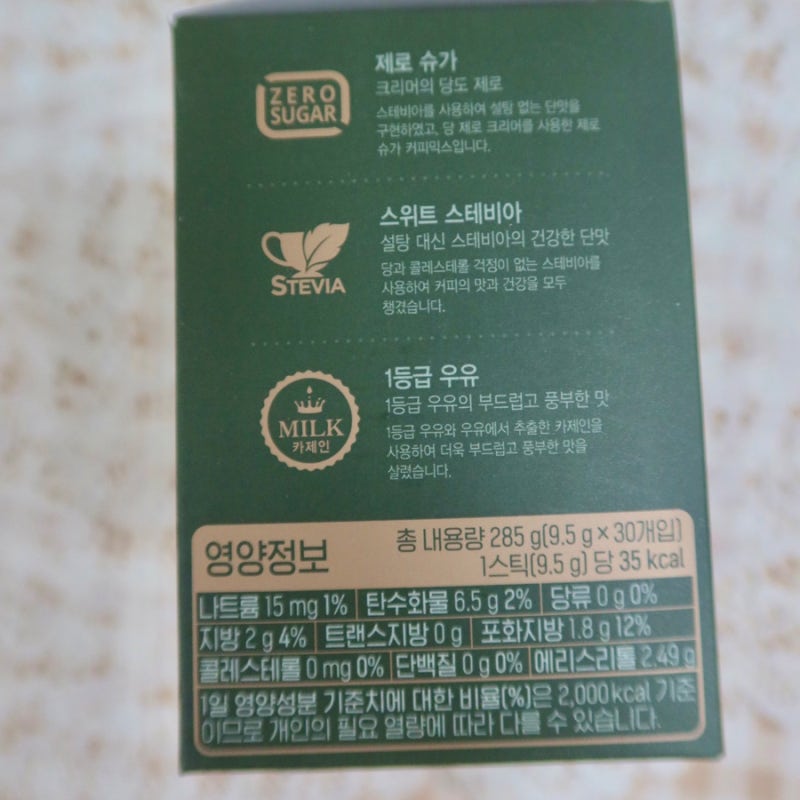 ZERO
SUGAR
제로 슈가
크리머의 당도 제로
스테비아를 사용하여 설탕 없는 단맛을
구현하였고, 당 제로 크리머를 사용한 제로
슈가 커피믹스입니다.
STEVIA
스위트 스테비아
설탕 대신 스테비아의 건강한 단맛
당과 콜레스테롤 걱정이 없는 스테비아를
사용하여 커피의 맛과 건강을 모두
챙겼습니다.
MILK
카제인
1등급 우유
1등급 우유의 부드럽고 풍부한 맛
1등급 우유와 우유에서 추출한 카제인을
사용하여 더욱 부드럽고 풍부한 맛을
살렸습니다.
영양정보
총 내용량 285 g(9.5 g × 30개입)
1스틱(9.5 g) 당 35 kcal
나트륨 15 mg 1% 탄수화물 6.5 g 2% 당류 0 g 0%
지방 2 g 4% 트랜스지방 0 g 포화지방 1.8 g 12%
콜레스테롤 0 mg 0% 단백질 0 g 0% 에리스리톨 2.49 g
1일 영양성분 기준치에 대한 비율(%)은 2,000 kcal 기준
이므로 개인의 필요 열량에 따라 다를 수 있습니다.